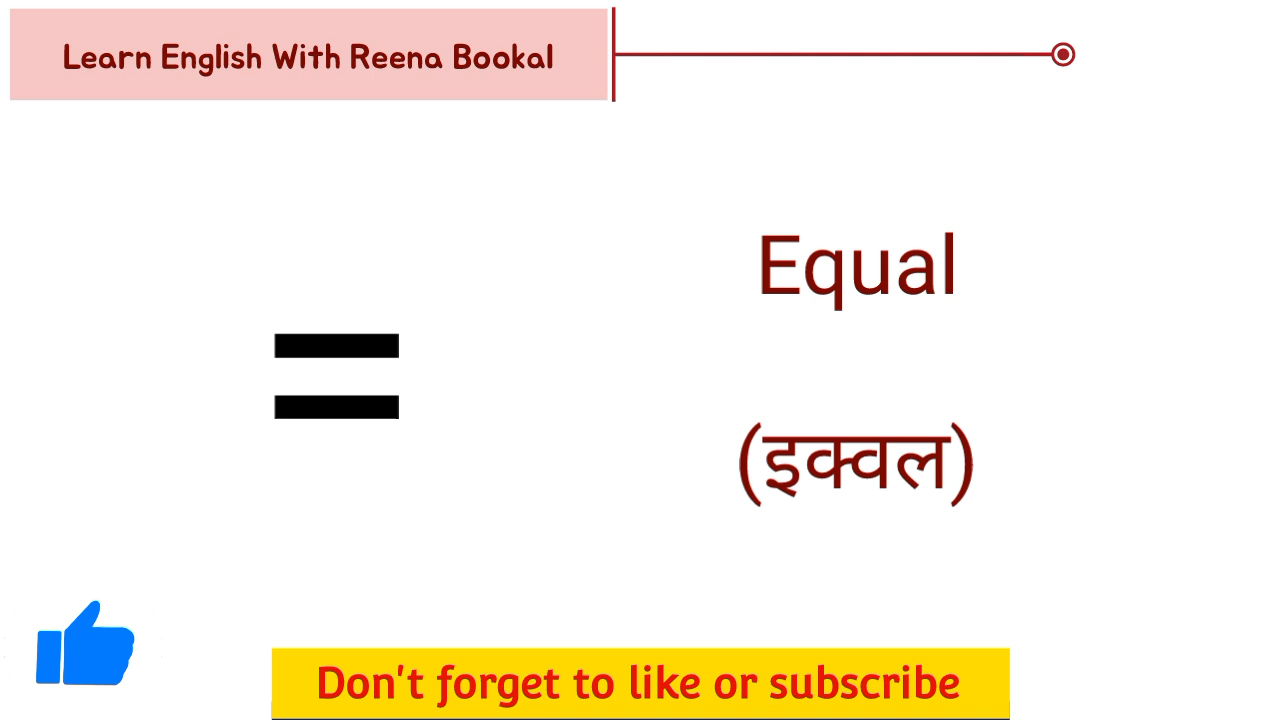 Learn English With Reena Bookal
Equal
=
(इक्वल)
Don't forget to like or subscribe